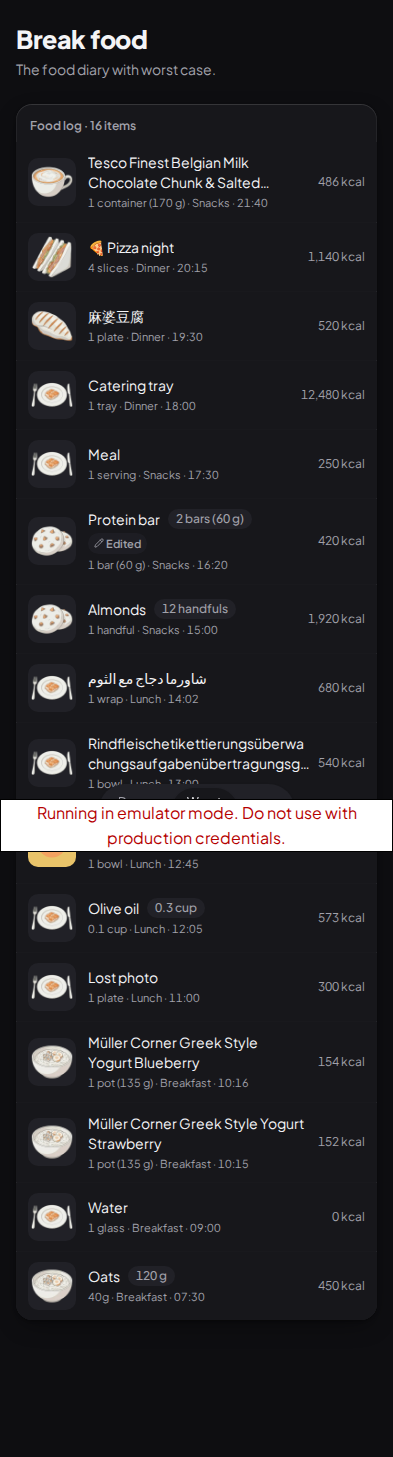 Break food
The food diary with worst case.
Food log · 16 items
Tesco Finest Belgian Milk
Chocolate Chunk & Salted…
486 kcal
1 container (170 g) · Snacks · 21:40
🍕 Pizza night
1,140 kcal
4 slices · Dinner · 20:15
麻婆豆腐
520 kcal
1 plate · Dinner · 19:30
Catering tray
12,480 kcal
1 tray · Dinner · 18:00
Meal
250 kcal
1 serving · Snacks · 17:30
Protein bar 2 bars (60 g)
Edited
420 kcal
1 bar (60 g) · Snacks · 16:20
Almonds 12 handfuls
1,920 kcal
1 handful · Snacks · 15:00
شاورما دجاج مع الثوم
680 kcal
1 wrap · Lunch · 14:02
Rindfleischetikettierungsüberwa
chungsaufgabenübertragungsg…
540 kcal
1 bowl · Lunch · 13:00
Running in emulator mode. Do not use with
production credentials.
1 bowl · Lunch · 12:45
Olive oil 0.3 cup
573 kcal
0.1 cup · Lunch · 12:05
Lost photo
300 kcal
1 plate · Lunch · 11:00
Müller Corner Greek Style
Yogurt Blueberry
154 kcal
1 pot (135 g) · Breakfast · 10:16
Müller Corner Greek Style Yogurt
Strawberry
152 kcal
1 pot (135 g) · Breakfast · 10:15
Water
0 kcal
1 glass · Breakfast · 09:00
Oats 120 g
450 kcal
40g · Breakfast · 07:30